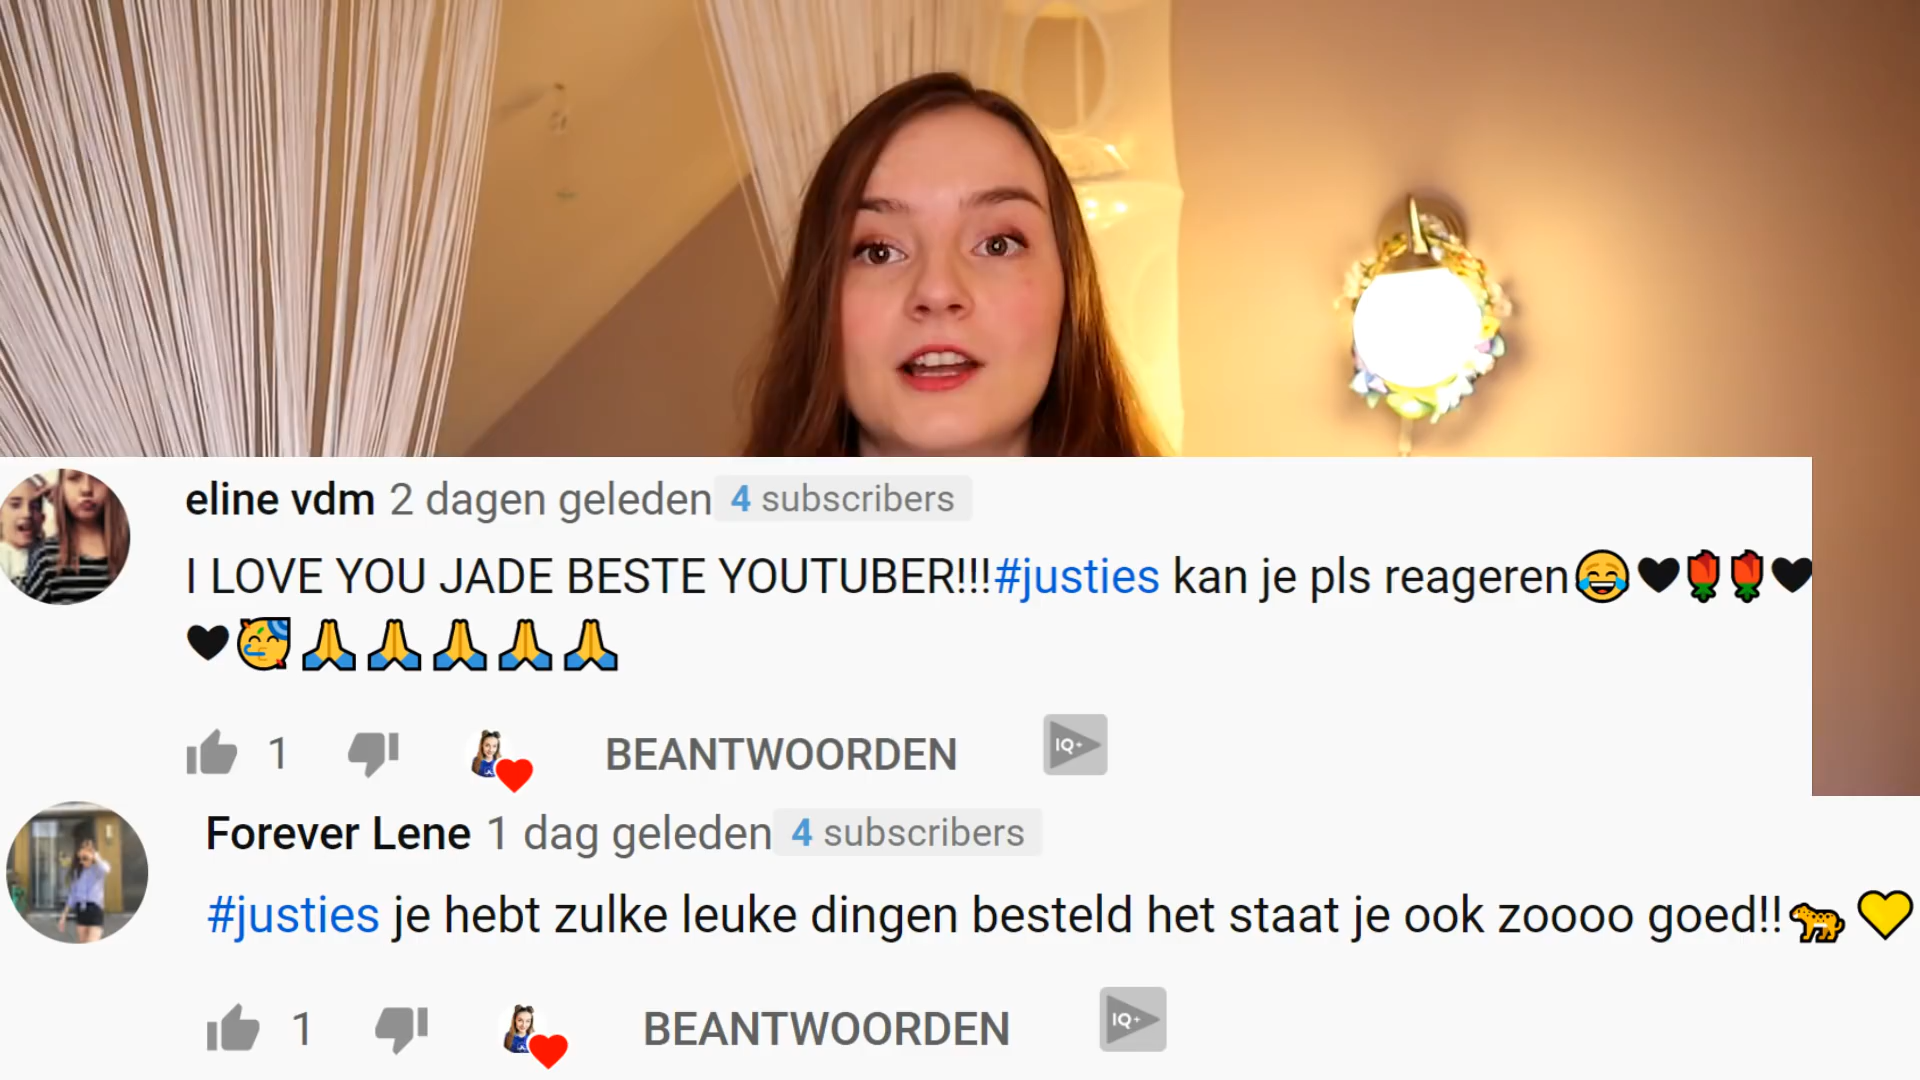 eline vdm 2 dagen geleden 4 subscribers
I LOVE YOU JADE BESTE YOUTUBER!!!#justies kan je pls reageren😂🖤🌹🌹🖤
🖤🥳🙏🙏🙏🙏🙏
1 BEANTWOORDEN IQ+
Forever Lene 1 dag geleden 4 subscribers
#justies je hebt zulke leuke dingen besteld het staat je ook zoooo goed!!🐆💛
1 BEANTWOORDEN IQ+